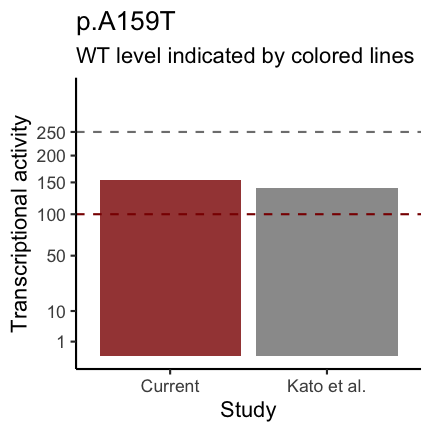 p.A159T
WT level indicated by colored lines
Transcriptional activity
250
200
150
100
50
10
1
Current
Kato et al.
Study